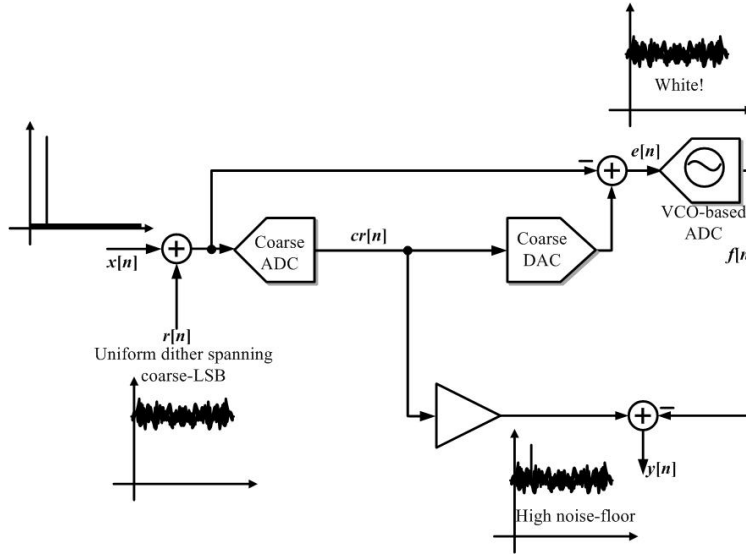 White!
e[n]
VCO-based
ADC
f[n
Coarse
ADC
cr[n]
Coarse
DAC
x[n]
r[n]
Uniform dither spanning
coarse-LSB
y[n]
High noise-floor